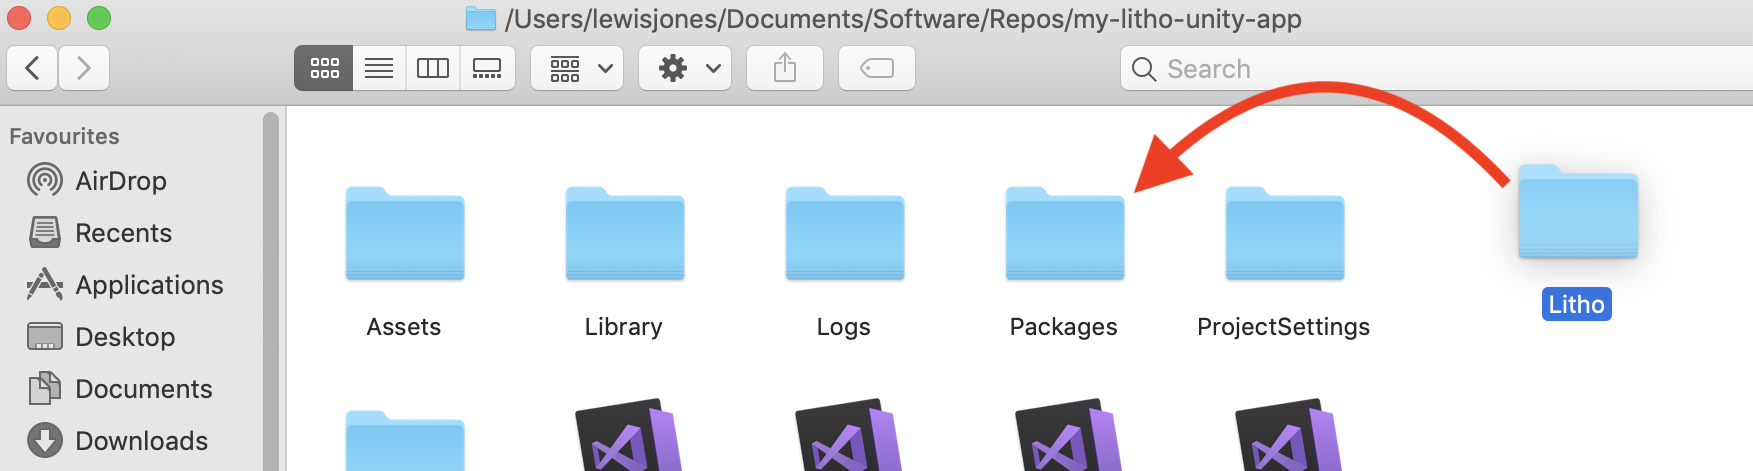 /Users/lewisjones/Documents/Software/Repos/my-litho-unity-app
Search
Favourites
AirDrop
Recents
Applications
Desktop
Documents
Downloads
Assets
Library
Logs
Packages
ProjectSettings
Litho